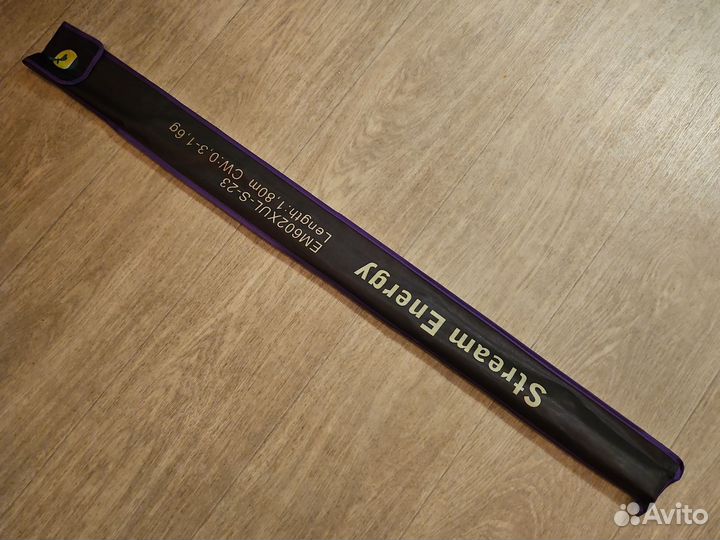 Stream Energy
EM602XUL-S-23
Length:1.80m CW:0,3-1,6g
Avito